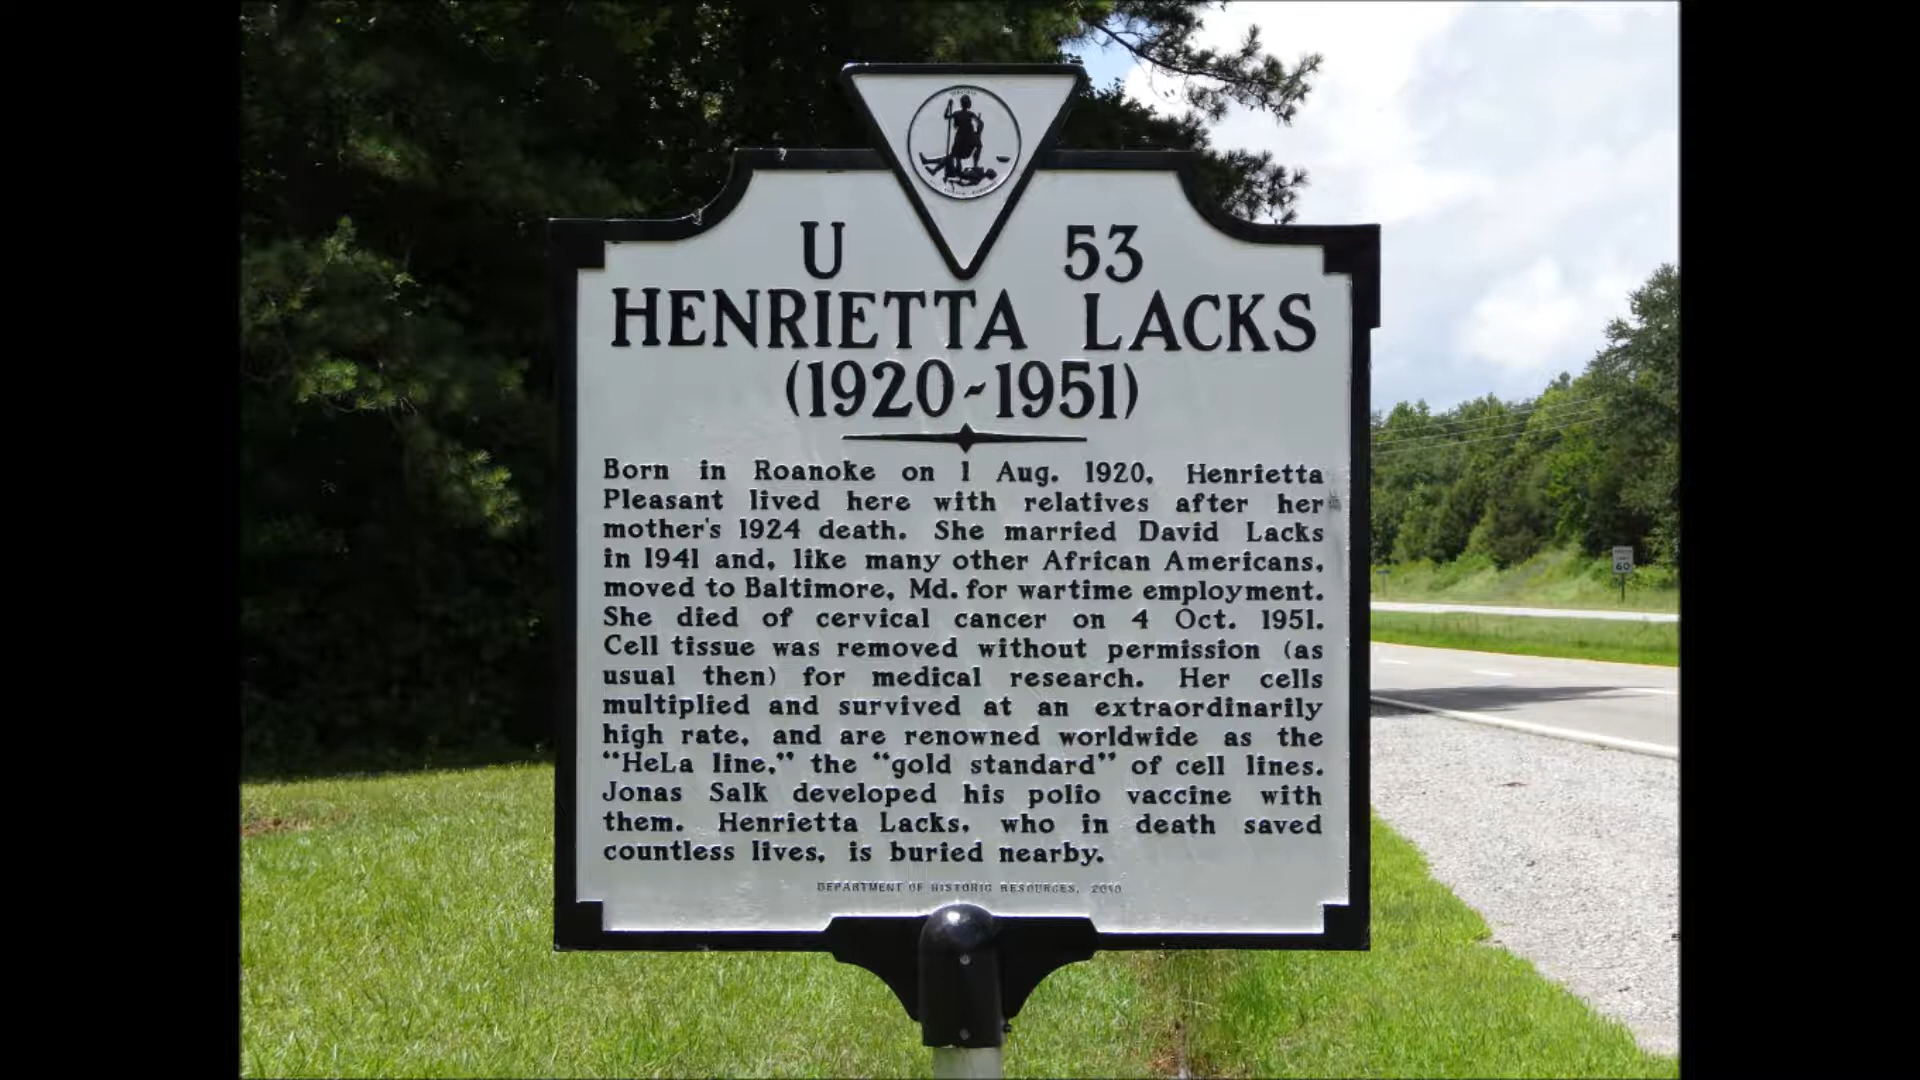 U 53
HENRIETTA LACKS
(1920-1951)
Born in Roanoke on 1 Aug. 1920, Henrietta
Pleasant lived here with relatives after her
mother's 1924 death. She married David Lacks
in 1941 and, like many other African Americans,
moved to Baltimore, Md. for wartime employment.
She died of cervical cancer on 4 Oct. 1951.
Cell tissue was removed without permission (as
usual then) for medical research. Her cells
multiplied and survived at an extraordinarily
high rate, and are renowned worldwide as the
“HeLa line,” the “gold standard” of cell lines.
Jonas Salk developed his polio vaccine with
them. Henrietta Lacks, who in death saved
countless lives, is buried nearby.
DEPARTMENT OF HISTORIC RESOURCES, 2010
60